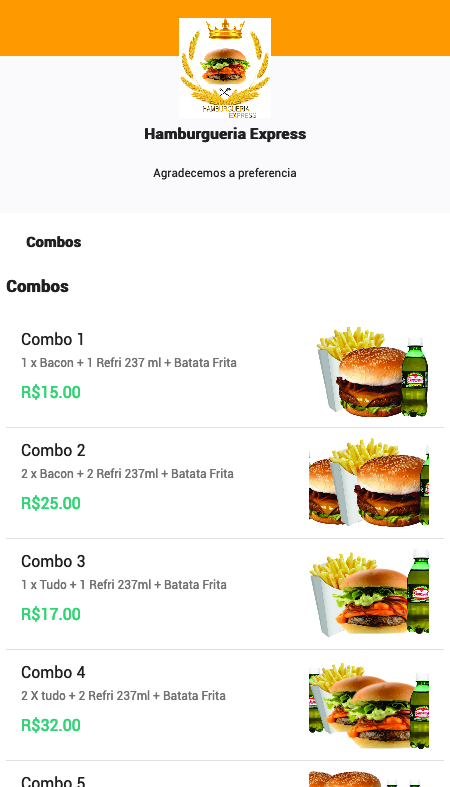 HAMBURGUERIA
EXPRESS
Hamburgueria Express
Agradecemos a preferencia
Combos
Combos
Combo 1
1 x Bacon + 1 Refri 237 ml + Batata Frita
R$15.00
Combo 2
2 x Bacon + 2 Refri 237ml + Batata Frita
R$25.00
Combo 3
1 x Tudo + 1 Refri 237ml + Batata Frita
R$17.00
Combo 4
2 X tudo + 2 Refri 237ml + Batata Frita
R$32.00
Combo 5